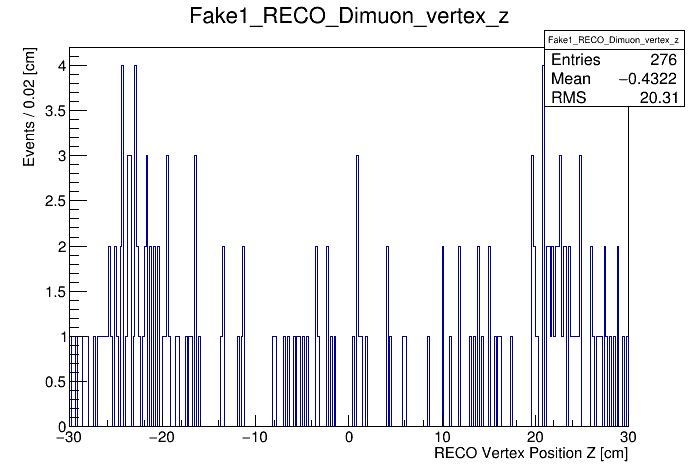 Fake1_RECO_Dimuon_vertex_z
Fake1_RECO_Dimuon_vertex_z
Entries 276
Mean −0.4322
RMS 20.31
Events / 0.02 [cm]
4
3.5
3
2.5
2
1.5
1
0.5
0
−30 −20 −10 0 10 20 30
RECO Vertex Position Z [cm]